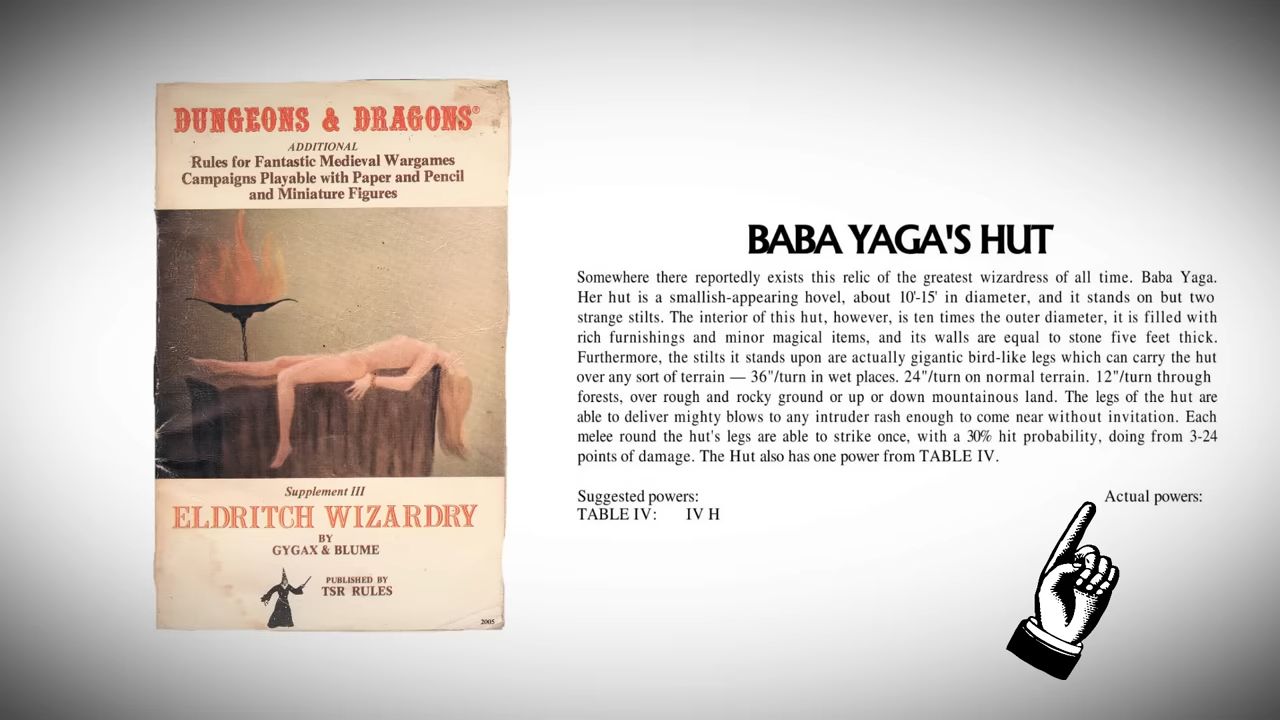 DUNGEONS & DRAGONS®
ADDITIONAL
Rules for Fantastic Medieval Wargames
Campaigns Playable with Paper and Pencil
and Miniature Figures
Supplement III
ELDRITCH WIZARDRY
BY
GYGAX & BLUME
PUBLISHED BY
TSR RULES
2005
BABA YAGA'S HUT
Somewhere there reportedly exists this relic of the greatest wizardress of all time. Baba Yaga.
Her hut is a smallish-appearing hovel, about 10'-15' in diameter, and it stands on but two
strange stilts. The interior of this hut, however, is ten times the outer diameter, it is filled with
rich furnishings and minor magical items, and its walls are equal to stone five feet thick.
Furthermore, the stilts it stands upon are actually gigantic bird-like legs which can carry the hut
over any sort of terrain — 36"/turn in wet places. 24"/turn on normal terrain. 12"/turn through
forests, over rough and rocky ground or up or down mountainous land. The legs of the hut are
able to deliver mighty blows to any intruder rash enough to come near without invitation. Each
melee round the hut's legs are able to strike once, with a 30% hit probability, doing from 3-24
points of damage. The Hut also has one power from TABLE IV.
Suggested powers: Actual powers:
TABLE IV: IV H